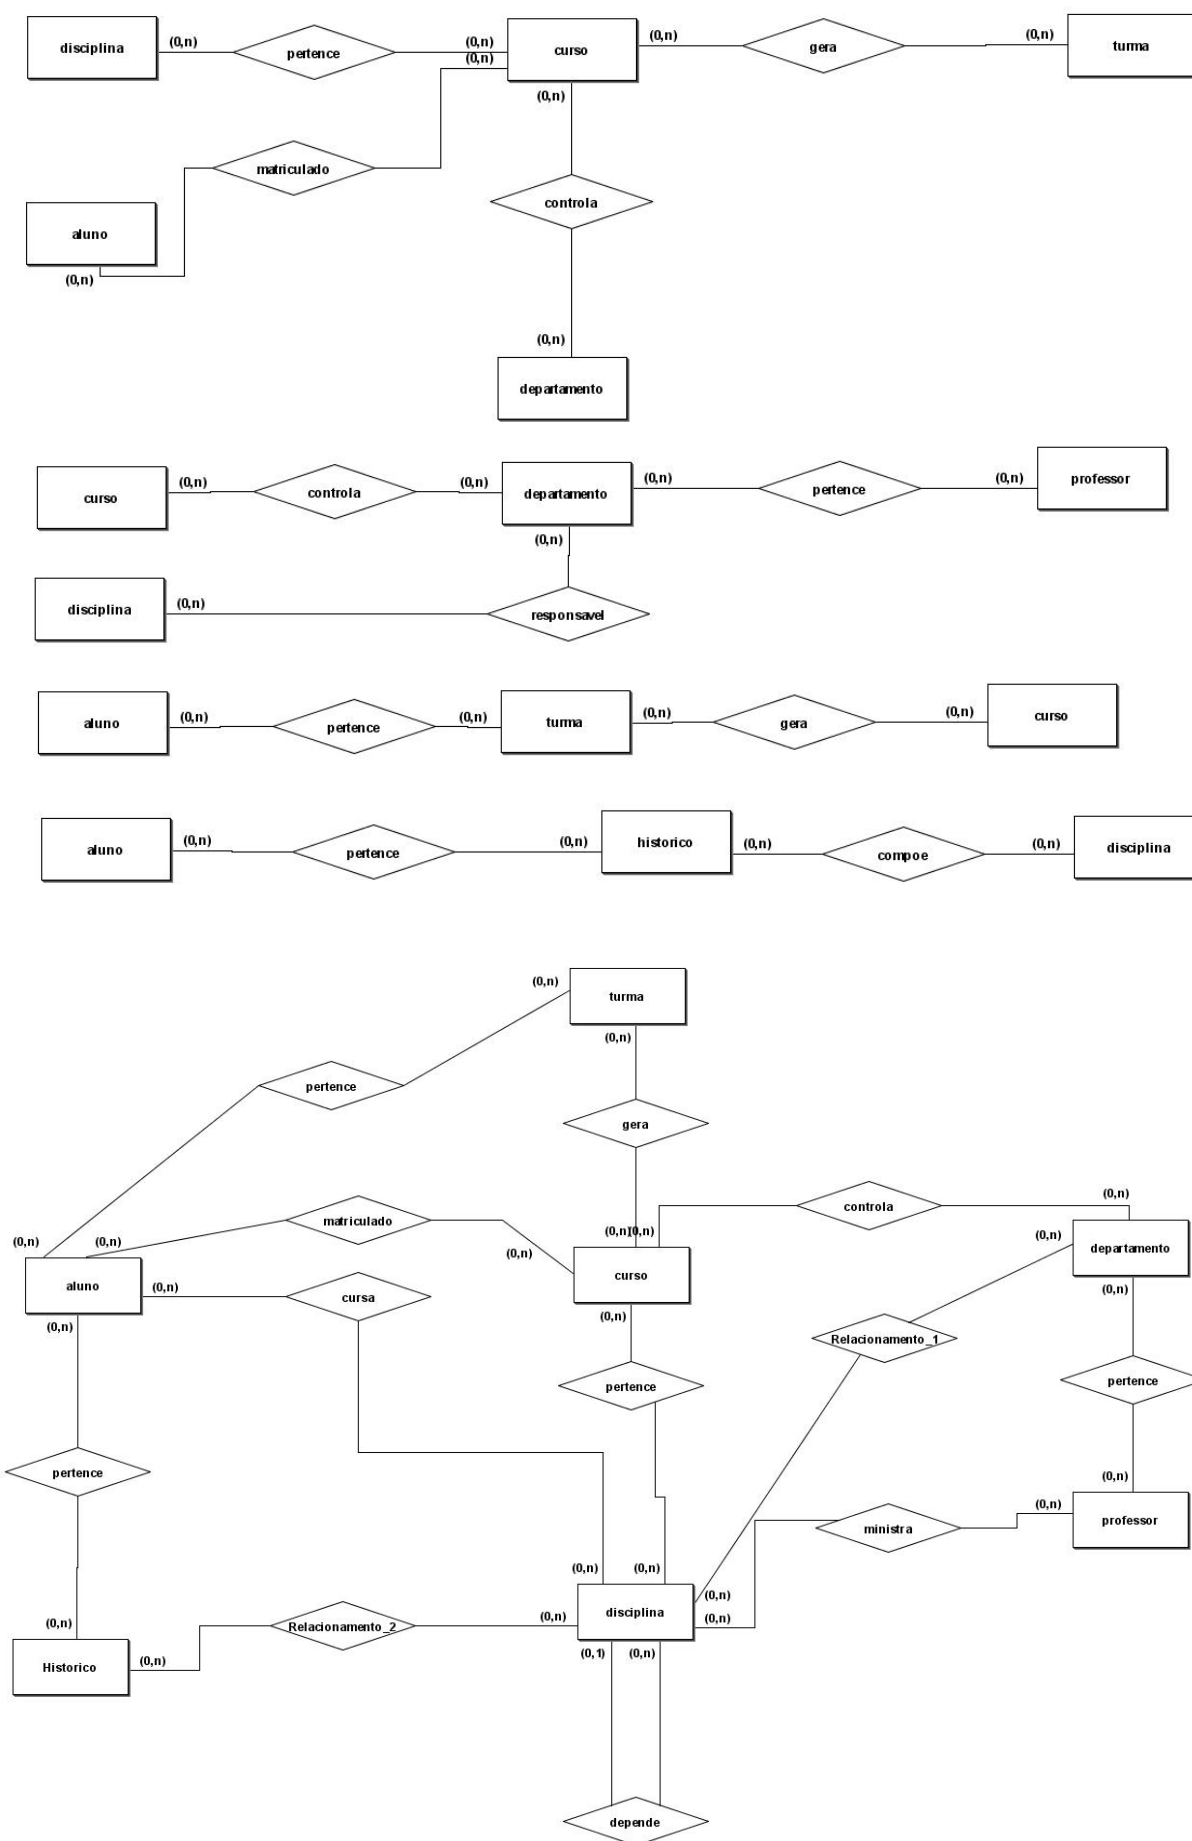 disciplina
(0,n)
pertence
(0,n)
(0,n)
curso
(0,n)
gera
(0,n)
turma
(0,n)
matriculado
controla
aluno
(0,n)
(0,n)
departamento
curso
(0,n)
controla
(0,n)
departamento
(0,n)
pertence
(0,n)
professor
(0,n)
disciplina
(0,n)
responsavel
aluno
(0,n)
pertence
(0,n)
turma
(0,n)
gera
(0,n)
curso
aluno
(0,n)
pertence
(0,n)
historico
(0,n)
compoe
(0,n)
disciplina
(0,n)
turma
(0,n)
pertence
gera
matriculado
controla
(0,n)
(0,n)
(0,n)
(0,n)
(0,n)
(0,n)
(0,n)
departamento
aluno
(0,n)
cursa
curso
(0,n)
(0,n)
(0,n)
Relacionamento_1
pertence
pertence
pertence
(0,n)
professor
(0,n)
ministra
(0,n)
(0,n)
(0,n)
(0,n)
disciplina
(0,n)
(0,n)
Relacionamento_2
(0,n)
Historico
(0,n)
(0,1)
(0,n)
depende